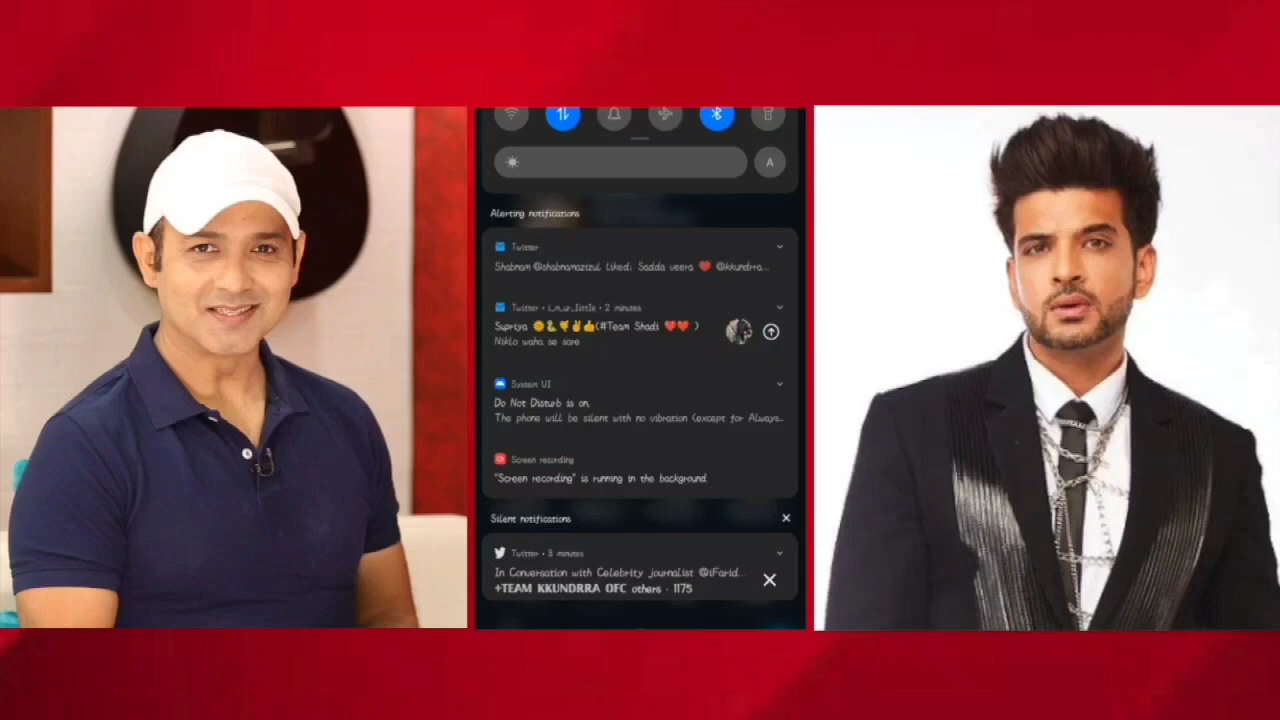 A
Alerting notifications
Twitter
Shabnam @shabnamazizul liked: Sadda veera ❤️ @kkundrra...
Twitter • i_m_ur_l
Supriya 🌞🐍 (#Team Shadi ❤️❤️ )
Niklo waha se sare
System UI
Do Not Disturb is on.
The phone will be silent with no vibration (except for Always...
Screen recording
"Screen recording" is running in the background
Silent notifications
Twitter • 3 minutes
In Conversation with Celebrity journalist @iFarid...
+TEAM KKUNDRRA OFC others · 1175